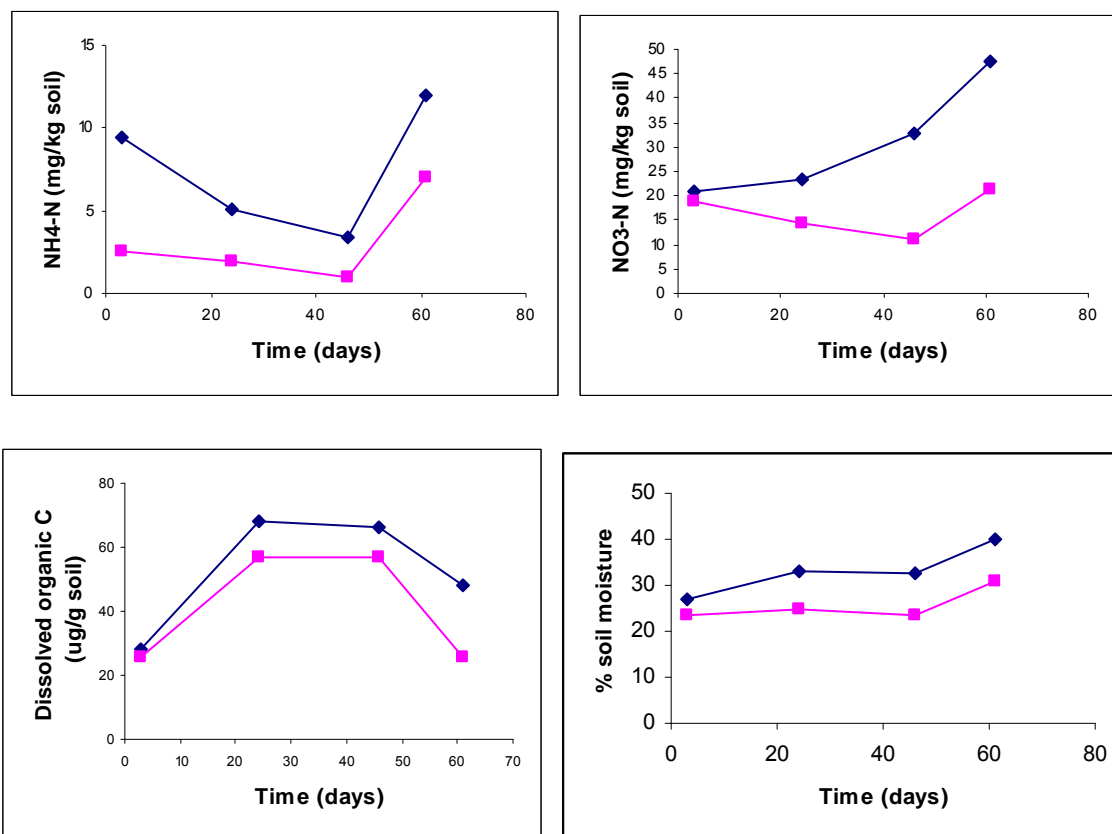 NH4-N (mg/kg soil)
15
10
5
0
0 20 40 60 80
Time (days)
NO3-N (mg/kg soil)
50
45
40
35
30
25
20
15
10
5
0
0 20 40 60 80
Time (days)
Dissolved organic C
(ug/g soil)
80
60
40
20
0
0 10 20 30 40 50 60 70
Time (days)
% soil moisture
50
40
30
20
10
0
0 20 40 60 80
Time (days)